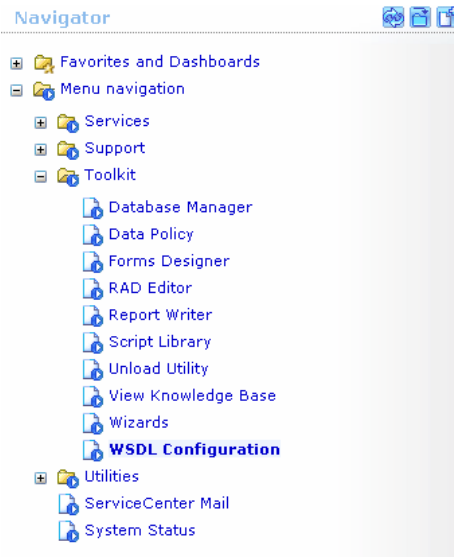 Navigator
Favorites and Dashboards
Menu navigation
Services
Support
Toolkit
Database Manager
Data Policy
Forms Designer
RAD Editor
Report Writer
Script Library
Unload Utility
View Knowledge Base
Wizards
WSDL Configuration
Utilities
ServiceCenter Mail
System Status